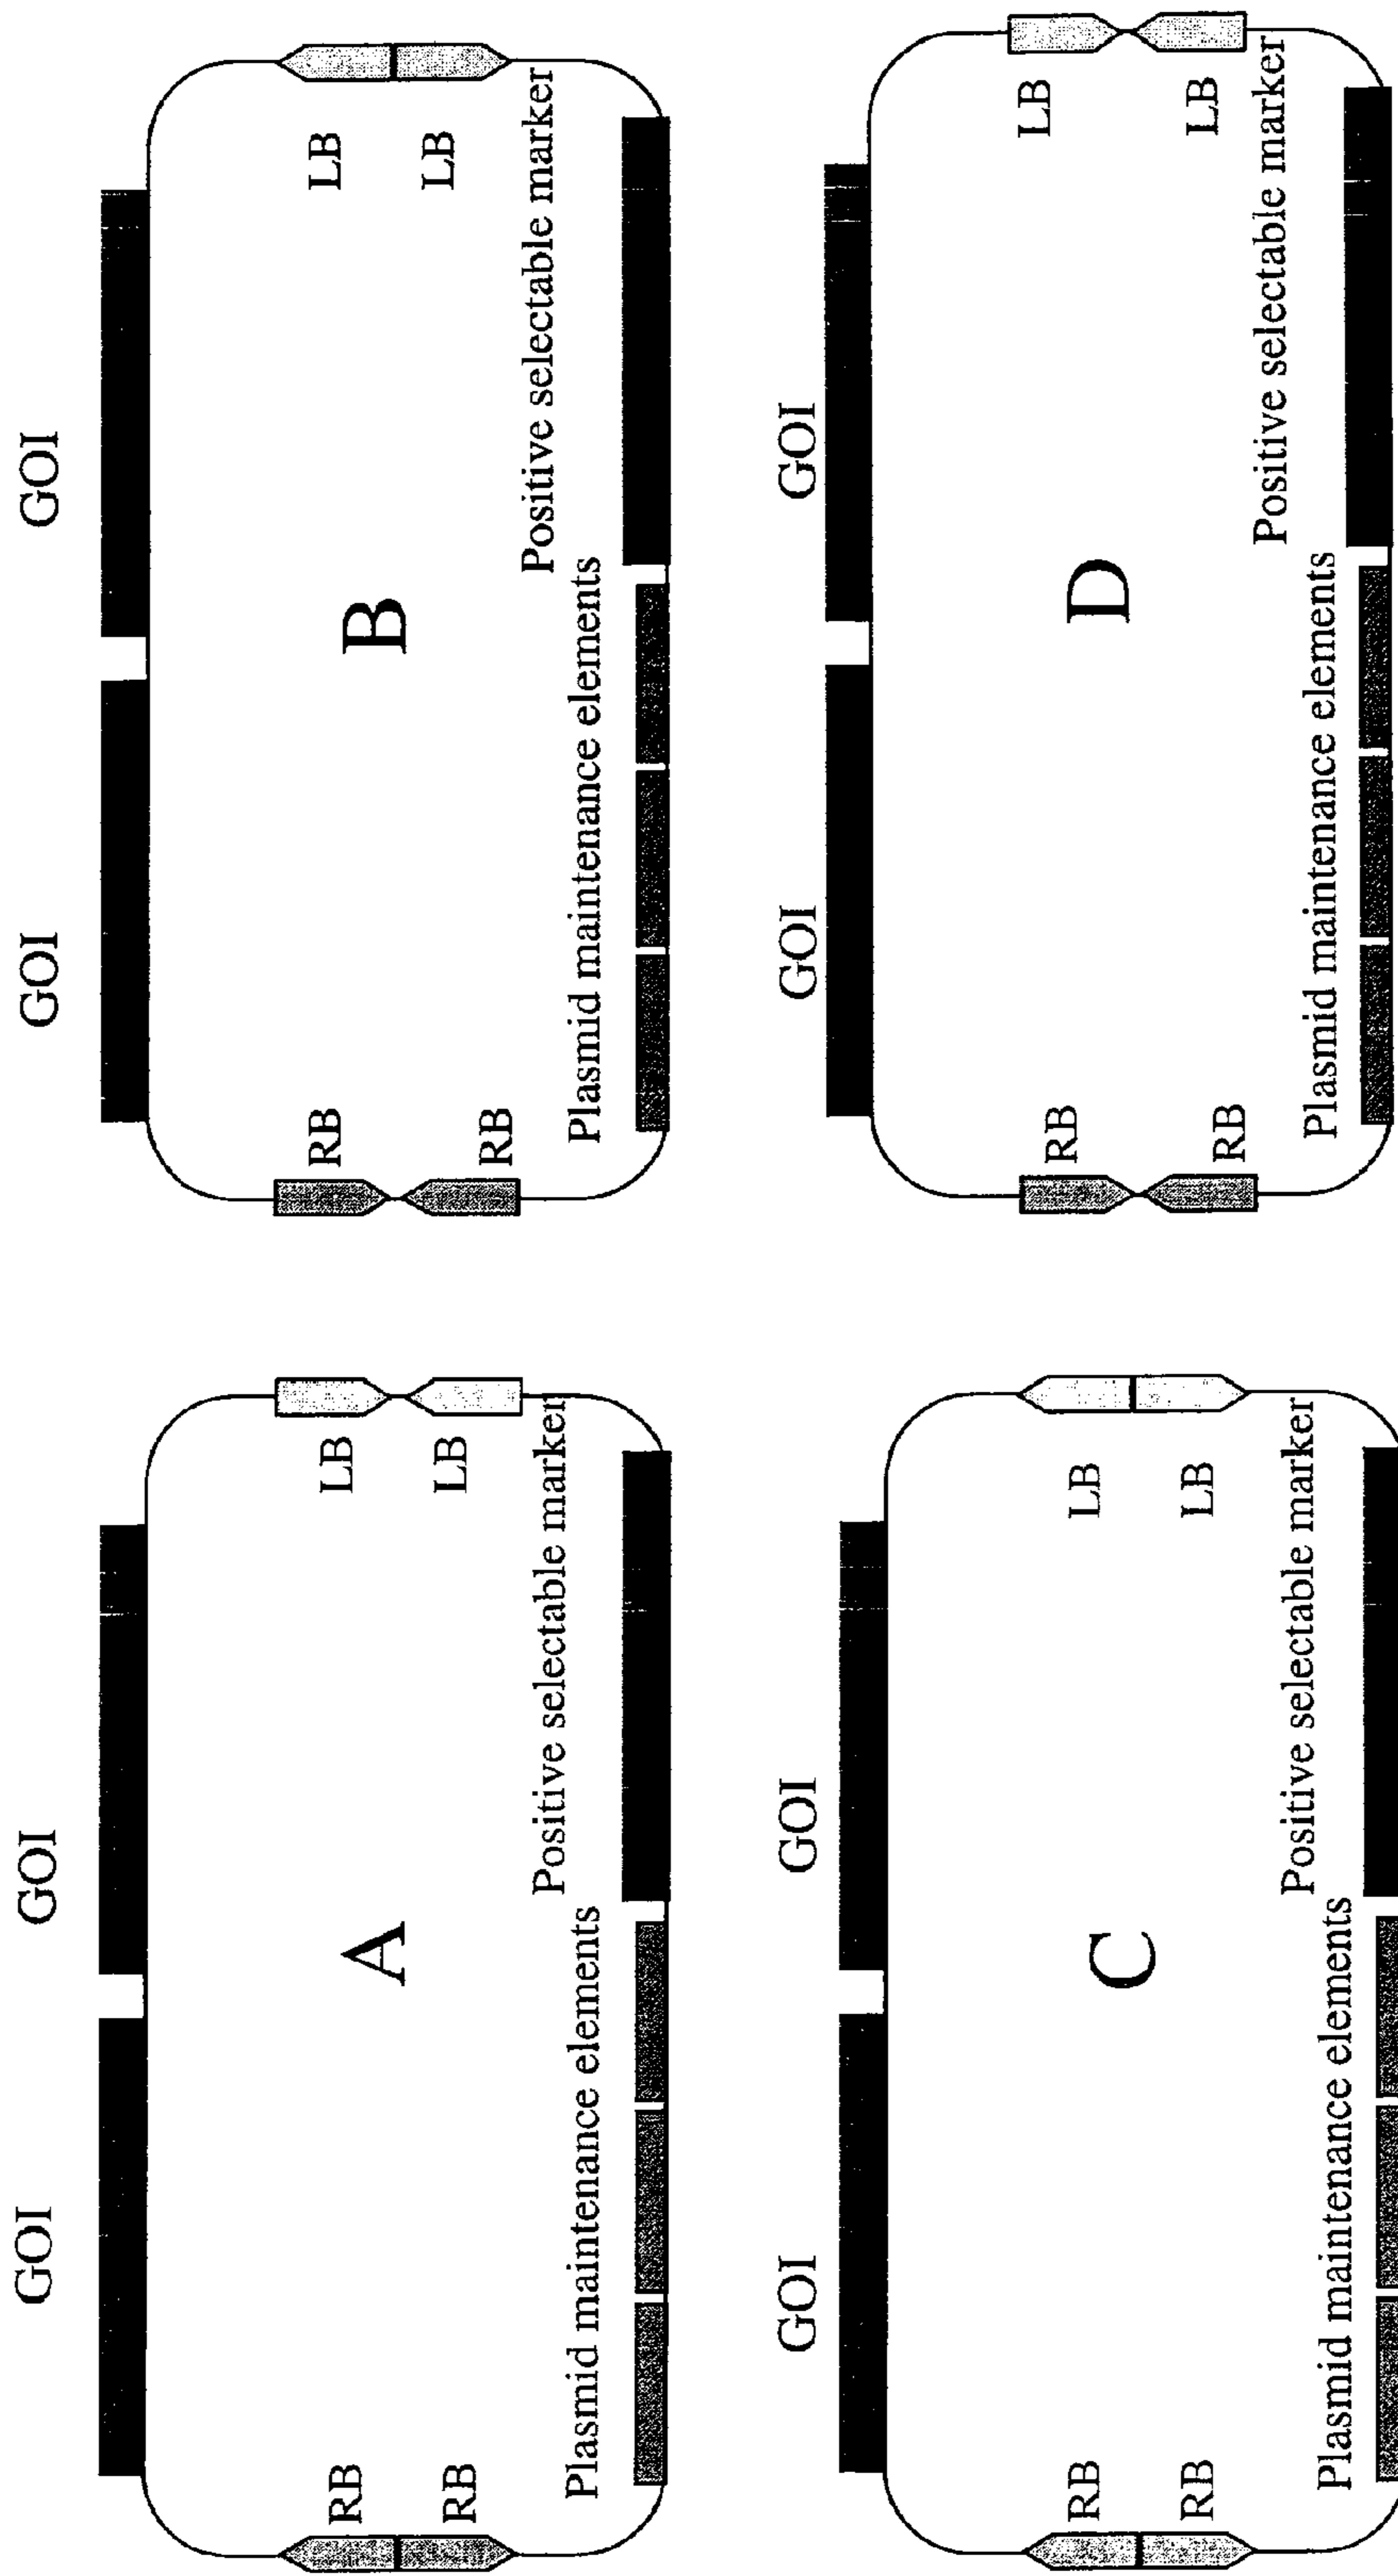 GOI GOI
RB LB
A
RB LB
Positive selectable marker
Plasmid maintenance elements
GOI GOI
RB LB
B
RB LB
Positive selectable marker
Plasmid maintenance elements
GOI GOI
RB LB
C
RB LB
Positive selectable marker
Plasmid maintenance elements
GOI GOI
RB LB
D
RB LB
Positive selectable marker
Plasmid maintenance elements